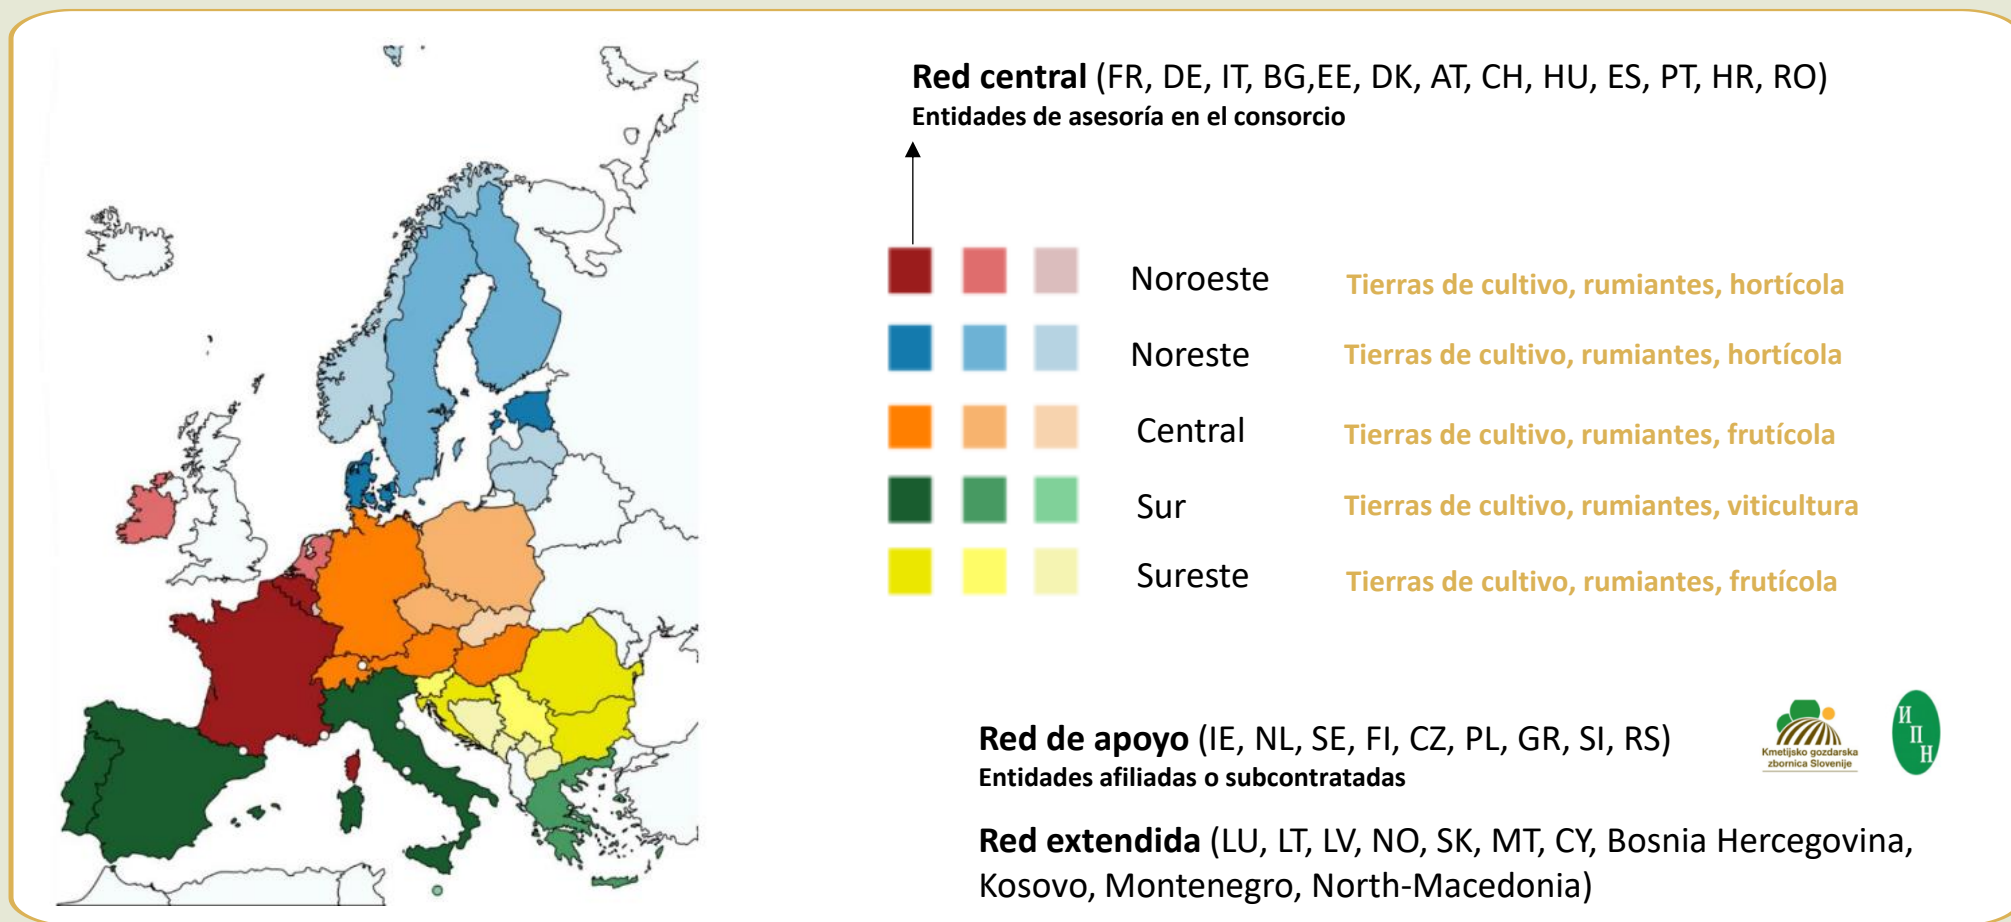 Red central (FR, DE, IT, BG,EE, DK, AT, CH, HU, ES, PT, HR, RO)
Entidades de asesoría en el consorcio
Noroeste Tierras de cultivo, rumiantes, hortícola
Noreste Tierras de cultivo, rumiantes, hortícola
Central Tierras de cultivo, rumiantes, frutícola
Sur Tierras de cultivo, rumiantes, viticultura
Sureste Tierras de cultivo, rumiantes, frutícola
Red de apoyo (IE, NL, SE, FI, CZ, PL, GR, SI, RS)
Entidades afiliadas o subcontratadas
Kmetijsko gozdarska
zbornica Slovenije
И
П
Н
Red extendida (LU, LT, LV, NO, SK, MT, CY, Bosnia Hercegovina,
Kosovo, Montenegro, North-Macedonia)